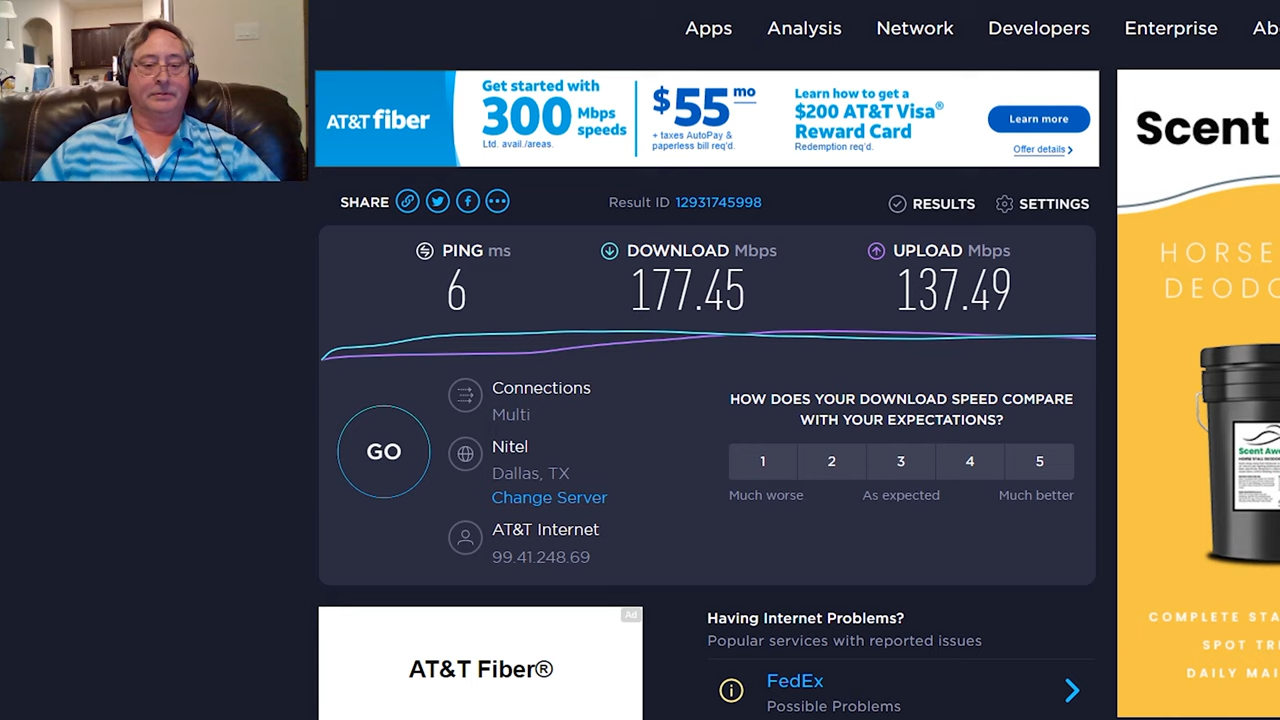 Apps Analysis Network Developers Enterprise
AT&T fiber
Get started with
300 Mbps speeds
Ltd. avail./areas.
$55 mo
+ taxes AutoPay &
paperless bill req'd.
Learn how to get a
$200 AT&T Visa®
Reward Card
Redemption req'd.
Learn more
Offer details
SHARE
Result ID 12931745998
RESULTS SETTINGS
PING ms
6
DOWNLOAD Mbps
177.45
UPLOAD Mbps
137.49
GO
Connections
Multi
Nitel
Dallas, TX
Change Server
AT&T Internet
99.41.248.69
HOW DOES YOUR DOWNLOAD SPEED COMPARE
WITH YOUR EXPECTATIONS?
1 2 3 4 5
Much worse As expected Much better
Ad
AT&T Fiber®
Having Internet Problems?
Popular services with reported issues
FedEx
Possible Problems
Scent
HORSE
DEODO
Scent Aw
COMPLETE STA
SPOT TR
DAILY MAI